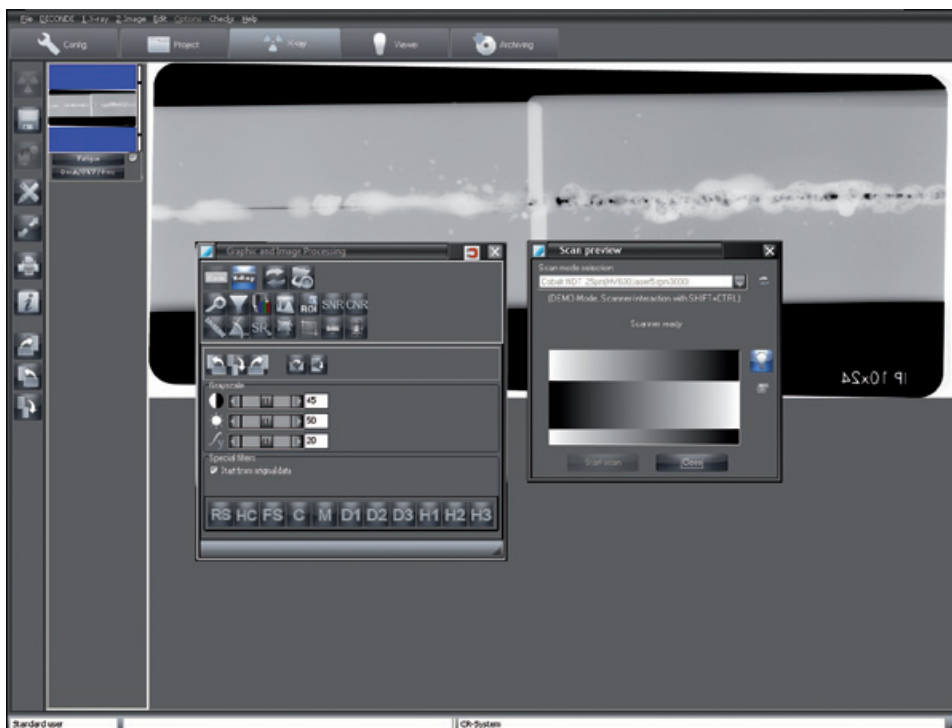 File DICONDE 1.X-ray 2.Image Edit Options Checks Help
Config. Project X-ray Viewer Archiving
Fatigue
IP 10x24
Graphic and Image Processing
X-Ray
ROI SNR CNR
SR
Grayscale
45
50
20
Special filters
Start from original data
RS HC FS C M D1 D2 D3 H1 H2 H3
Scan preview
Scan mode selection
(DEMO-Mode, Scanner interaction with SHIFT+CTRL)
Scanner ready
Start scan Close
Standard user CR-System